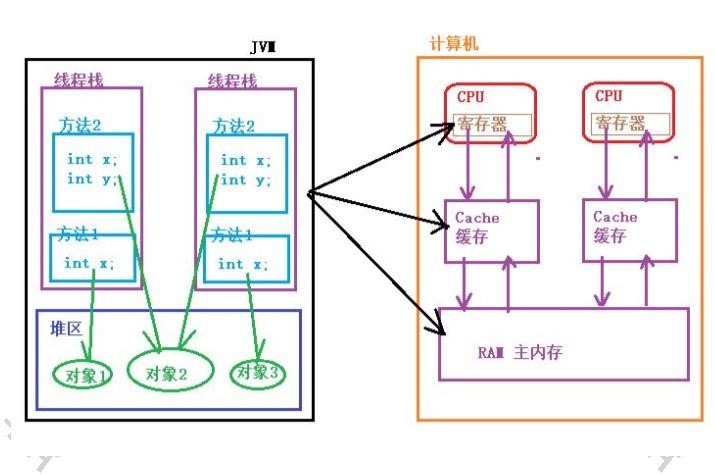 JVM
计算机
线程栈
线程栈
方法2
int x;
int y;
方法2
int x;
int y;
方法1
int x;
方法1
int x;
堆区
对象1
对象2
对象3
CPU
寄存器
CPU
寄存器
Cache
缓存
Cache
缓存
RAM 主内存